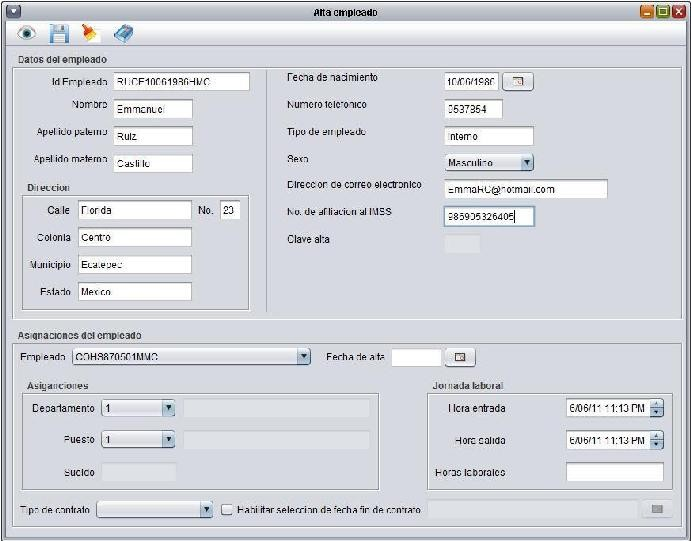 Alta empleado
Datos del empleado
Id Empleado RUCE10061986HMC
Nombre Emmanuel
Apellido paterno Ruiz
Apellido materno Castillo
Direccion
Calle Florida No. 23
Colonia Centro
Municipio Ecatepec
Estado Mexico
Fecha de nacimiento 10/06/1986
Numero telefonico 9537854
Tipo de empleado Interno
Sexo Masculino
Direccion de correo electronico EmmaRC@hotmail.com
No. de afiliacion al IMSS 986905326405
Clave alta
Asignaciones del empleado
Empleado COHS870501MMC Fecha de alta
Asiganciones
Departamento 1
Puesto 1
Sueldo
Jornada laboral
Hora entrada 6/06/11 11:13 PM
Hora salida 6/06/11 11:13 PM
Horas laborales
Tipo de contrato Habilitar seleccion de fecha fin de contrato